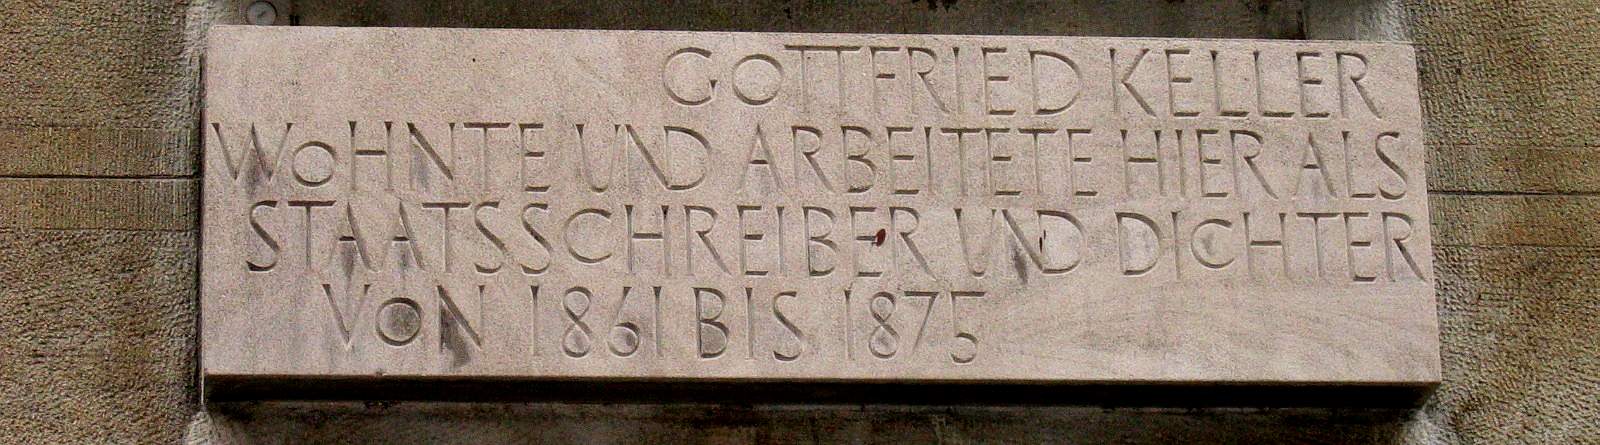 GOTTFRIED KELLER
WOHNTE UND ARBEITETE HIER ALS
STAATSSCHREIBER UND DICHTER
VON 1861 BIS 1875